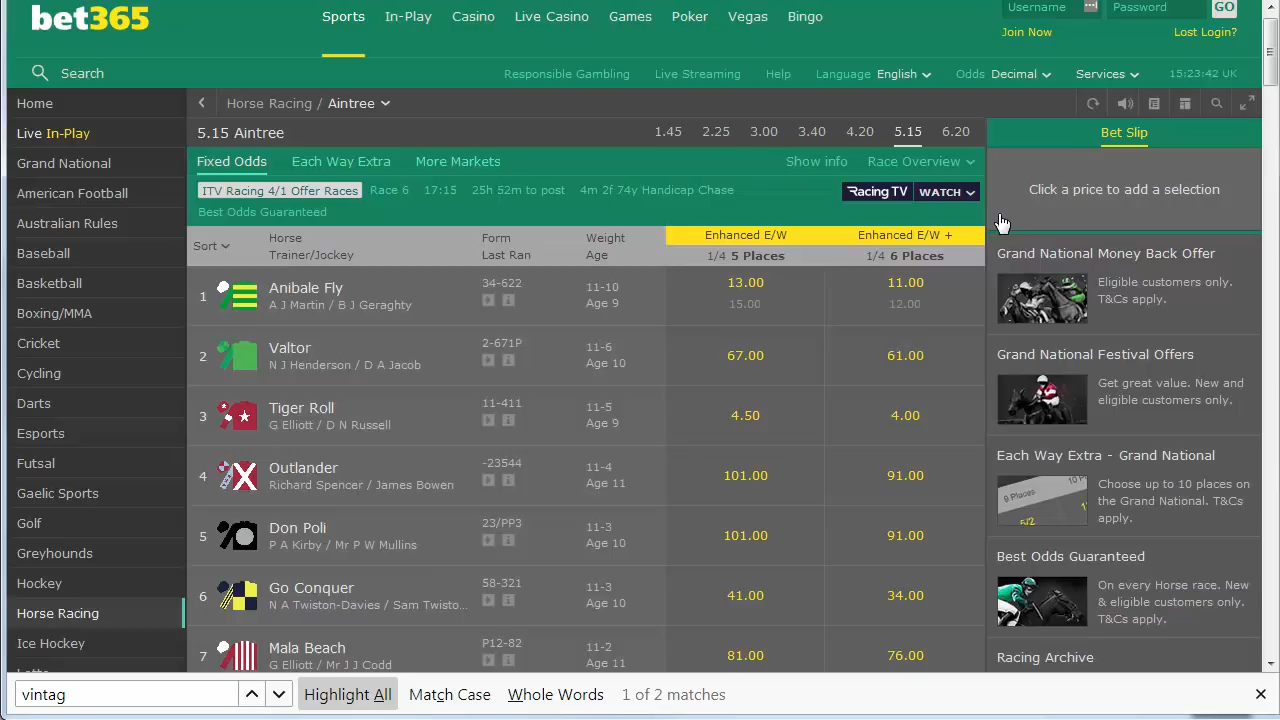 bet365
Sports In-Play Casino Live Casino Games Poker Vegas Bingo
Username Password GO
Join Now Lost Login?
Search
Responsible Gambling Live Streaming Help Language English Odds Decimal Services 15:23:42 UK
Home
Live In-Play
Grand National
American Football
Australian Rules
Baseball
Basketball
Boxing/MMA
Cricket
Cycling
Darts
Esports
Futsal
Gaelic Sports
Golf
Greyhounds
Hockey
Horse Racing
Ice Hockey
Horse Racing / Aintree
5.15 Aintree 1.45 2.25 3.00 3.40 4.20 5.15 6.20
Fixed Odds Each Way Extra More Markets Show info Race Overview
ITV Racing 4/1 Offer Races Race 6 17:15 25h 52m to post 4m 2f 74y Handicap Chase RacingTV WATCH
Best Odds Guaranteed
Sort Horse Form Weight Enhanced E/W Enhanced E/W +
Trainer/Jockey Last Ran Age 1/4 5 Places 1/4 6 Places
1 Anibale Fly 34-622 11-10 13.00 11.00
A J Martin / B J Geraghty Age 9 15.00 12.00
2 Valtor 2-671P 11-6 67.00 61.00
N J Henderson / D A Jacob Age 10
3 Tiger Roll 11-411 11-5 4.50 4.00
G Elliott / D N Russell Age 9
4 Outlander -23544 11-4 101.00 91.00
Richard Spencer / James Bowen Age 11
5 Don Poli 23/PP3 11-3 101.00 91.00
P A Kirby / Mr P W Mullins Age 10
6 Go Conquer 58-321 11-3 41.00 34.00
N A Twiston-Davies / Sam Twisto... Age 10
7 Mala Beach P12-82 11-2 81.00 76.00
G Elliott / Mr J J Codd Age 11
Bet Slip
Click a price to add a selection
Grand National Money Back Offer
Eligible customers only.
T&Cs apply.
Grand National Festival Offers
Get great value. New and
eligible customers only.
Each Way Extra - Grand National
Choose up to 10 places on
the Grand National. T&Cs
apply.
Best Odds Guaranteed
On every Horse race. New
& eligible customers only.
T&Cs apply.
Racing Archive
vintag Highlight All Match Case Whole Words 1 of 2 matches